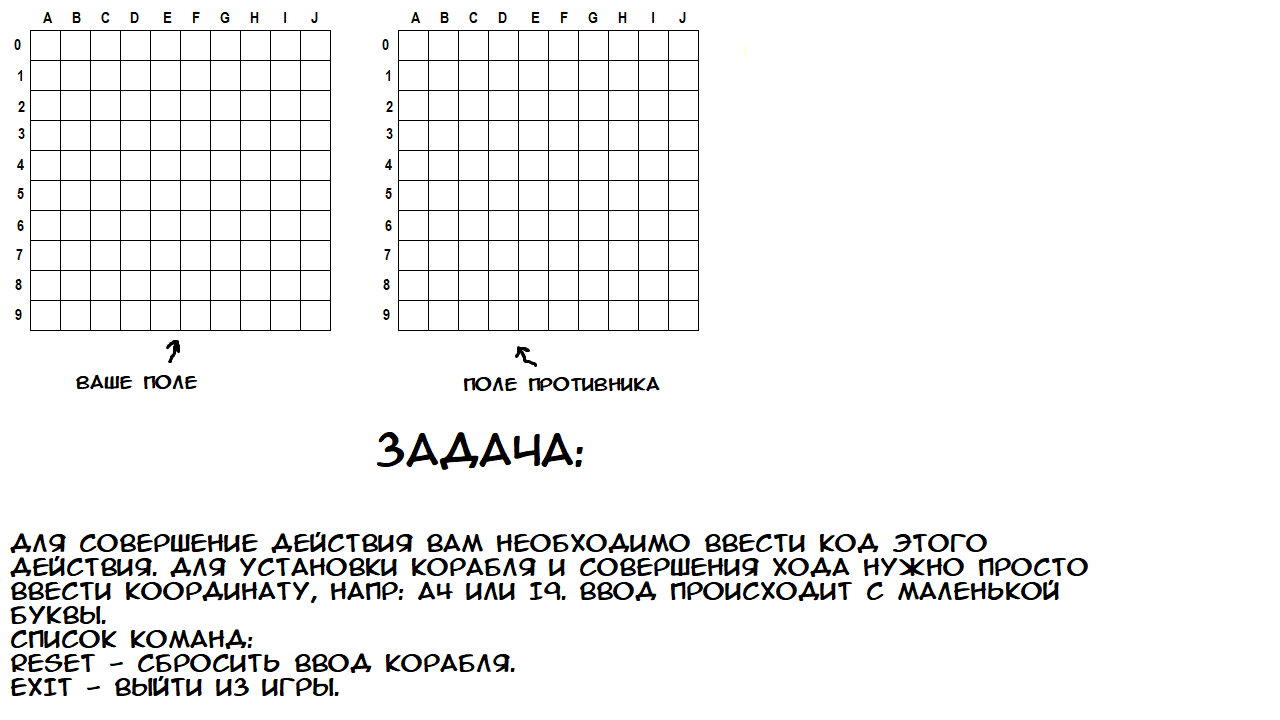 A B C D E F G H I J
A B C D E F G H I J
0
1
2
3
4
5
6
7
8
9
0
1
2
3
4
5
6
7
8
9
ВАШЕ ПОЛЕ
ПОЛЕ ПРОТИВНИКА
ЗАДАЧА:
ДЛЯ СОВЕРШЕНИЕ ДЕЙСТВИЯ ВАМ НЕОБХОДИМО ВВЕСТИ КОД ЭТОГО
ДЕЙСТВИЯ. ДЛЯ УСТАНОВКИ КОРАБЛЯ И СОВЕРШЕНИЯ ХОДА НУЖНО ПРОСТО
ВВЕСТИ КООРДИНАТУ, НАПР: A4 ИЛИ I9. ВВОД ПРОИСХОДИТ С МАЛЕНЬКОЙ
БУКВЫ.
СПИСОК КОМАНД:
RESET - СБРОСИТЬ ВВОД КОРАБЛЯ.
EXIT - ВЫЙТИ ИЗ ИГРЫ.